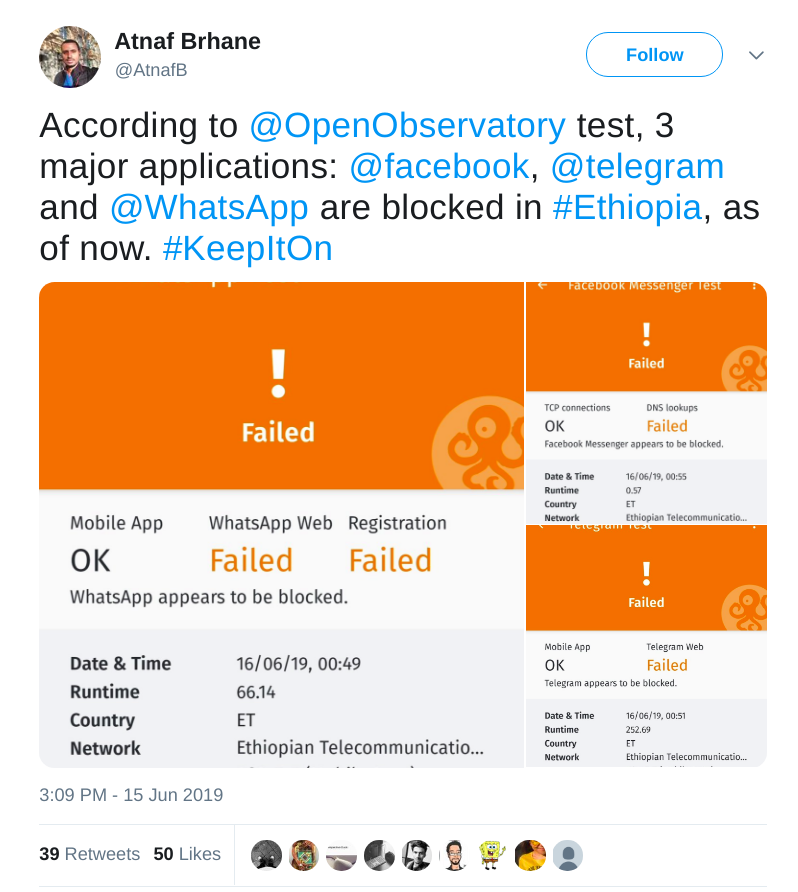 Atnaf Brhane
@AtnafB
Follow
According to @OpenObservatory test, 3
major applications: @facebook, @telegram
and @WhatsApp are blocked in #Ethiopia, as
of now. #KeepItOn
!
Failed
Mobile App WhatsApp Web Registration
OK Failed Failed
WhatsApp appears to be blocked.
Date & Time 16/06/19, 00:49
Runtime 66.14
Country ET
Network Ethiopian Telecommunicatio...
Facebook Messenger Test
!
Failed
TCP connections DNS lookups
OK Failed
Facebook Messenger appears to be blocked.
Date & Time 16/06/19, 00:55
Runtime 0.57
Country ET
Network Ethiopian Telecommunicatio...
Telegram Test
!
Failed
Mobile App Telegram Web
OK Failed
Telegram appears to be blocked.
Date & Time 16/06/19, 00:51
Runtime 252.69
Country ET
Network Ethiopian Telecommunicatio...
3:09 PM - 15 Jun 2019
39 Retweets 50 Likes